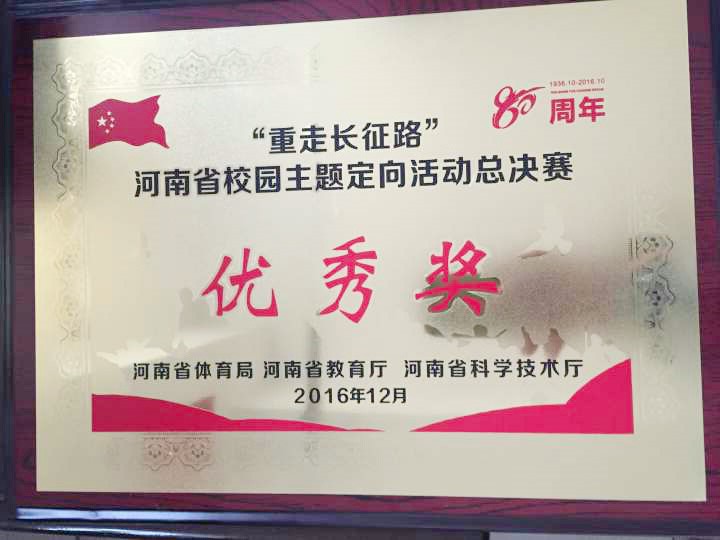 1936.10-2016.10
80周年
“重走长征路”
河南省校园主题定向活动总决赛
优秀奖
河南省体育局 河南省教育厅 河南省科学技术厅
2016年12月